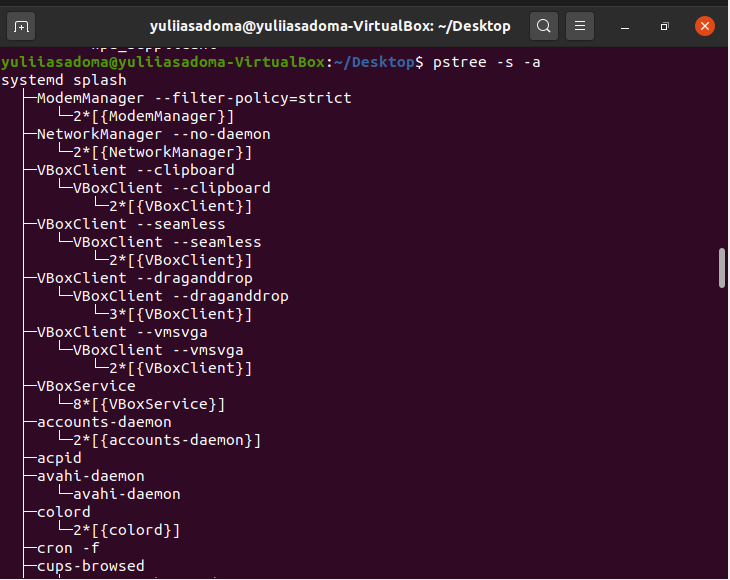 yuliiasadoma@yuliiasadoma-VirtualBox: ~/Desktop
yuliiasadoma@yuliiasadoma-VirtualBox:~/Desktop$ pstree -s -a
systemd splash
├─ModemManager --filter-policy=strict
│   └─2*[{ModemManager}]
├─NetworkManager --no-daemon
│   └─2*[{NetworkManager}]
├─VBoxClient --clipboard
│   └─VBoxClient --clipboard
│       └─2*[{VBoxClient}]
├─VBoxClient --seamless
│   └─VBoxClient --seamless
│       └─2*[{VBoxClient}]
├─VBoxClient --draganddrop
│   └─VBoxClient --draganddrop
│       └─3*[{VBoxClient}]
├─VBoxClient --vmsvga
│   └─VBoxClient --vmsvga
│       └─2*[{VBoxClient}]
├─VBoxService
│   └─8*[{VBoxService}]
├─accounts-daemon
│   └─2*[{accounts-daemon}]
├─acpid
├─avahi-daemon
│   └─avahi-daemon
├─colord
│   └─2*[{colord}]
├─cron -f
├─cups-browsed